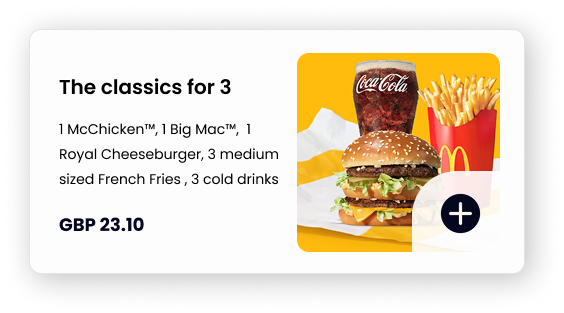 The classics for 3
1 McChicken™, 1 Big Mac™, 1
Royal Cheeseburger, 3 medium
sized French Fries , 3 cold drinks
GBP 23.10
Coca-Cola